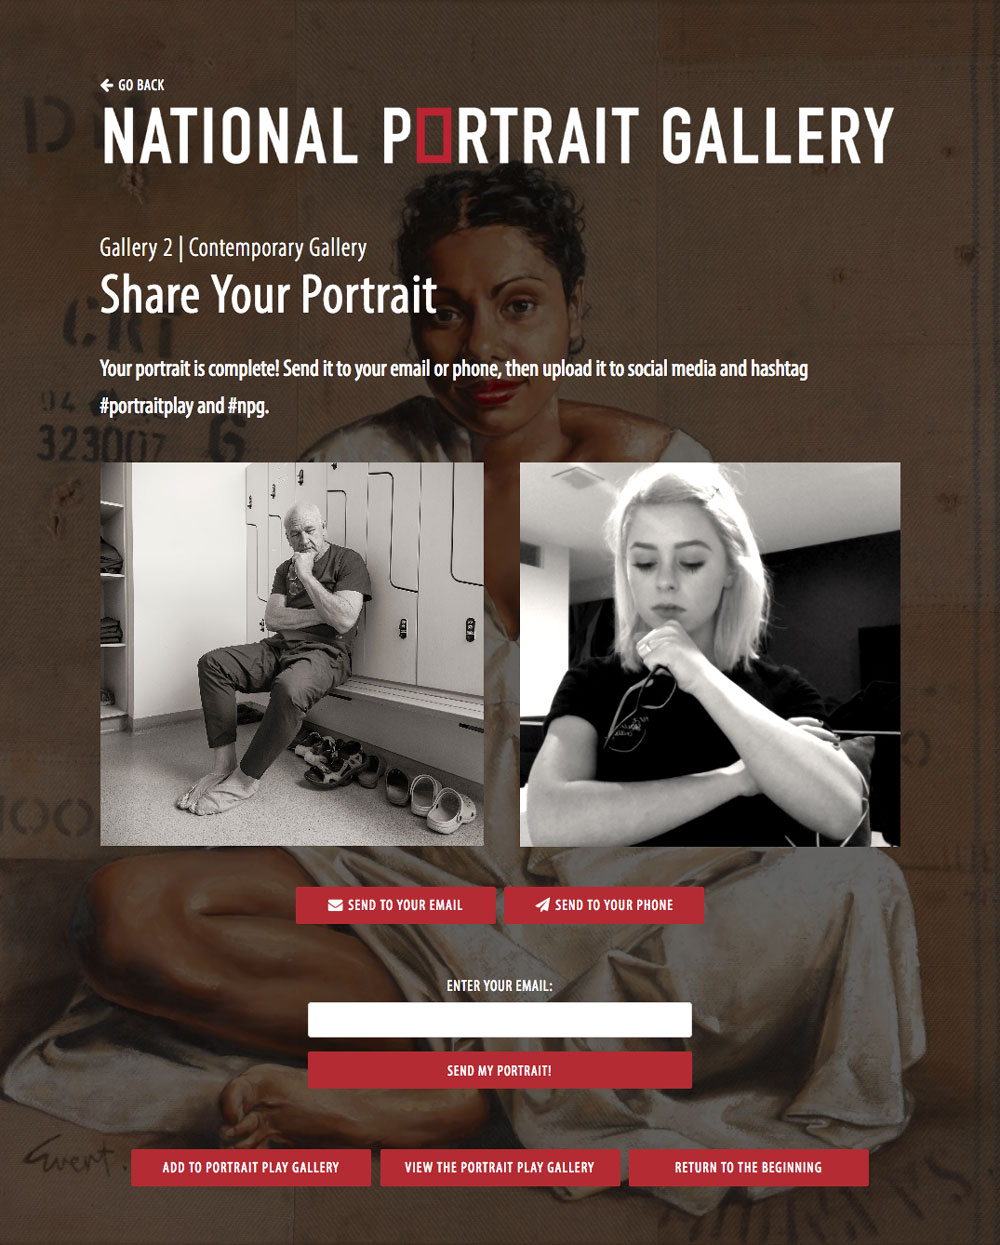 GO BACK
NATIONAL PORTRAIT GALLERY
Gallery 2 | Contemporary Gallery
Share Your Portrait
Your portrait is complete! Send it to your email or phone, then upload it to social media and hashtag
#portraitplay and #npg.
323007 6
SEND TO YOUR EMAIL
SEND TO YOUR PHONE
ENTER YOUR EMAIL:
SEND MY PORTRAIT!
Evert.
ADD TO PORTRAIT PLAY GALLERY
VIEW THE PORTRAIT PLAY GALLERY
RETURN TO THE BEGINNING